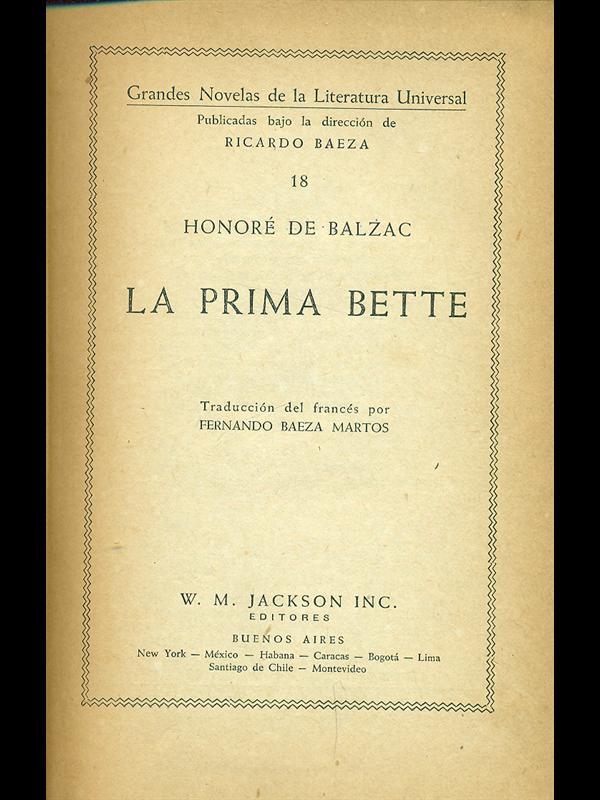 Grandes Novelas de la Literatura Universal
Publicadas bajo la dirección de
RICARDO BAEZA
18
HONORÉ DE BALZAC
LA PRIMA BETTE
Traducción del francés por
FERNANDO BAEZA MARTOS
W. M. JACKSON INC.
EDITORES
BUENOS AIRES
New York — México — Habana — Caracas — Bogotá — Lima
Santiago de Chile — Montevideo